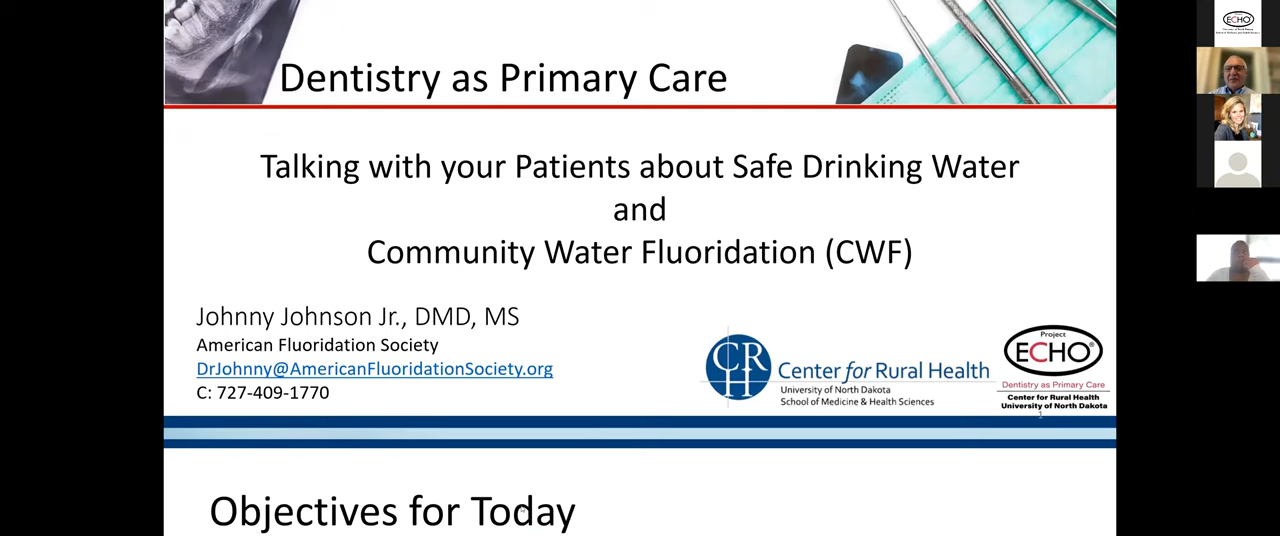 Dentistry as Primary Care
Talking with your Patients about Safe Drinking Water
and
Community Water Fluoridation (CWF)
Johnny Johnson Jr., DMD, MS
American Fluoridation Society
DrJohnny@AmericanFluoridationSociety.org
C: 727-409-1770
CRH
Center for Rural Health
University of North Dakota
School of Medicine & Health Sciences
Project
ECHO®
Dentistry as Primary Care
Center for Rural Health
University of North Dakota
1
Objectives for Today
ECHO